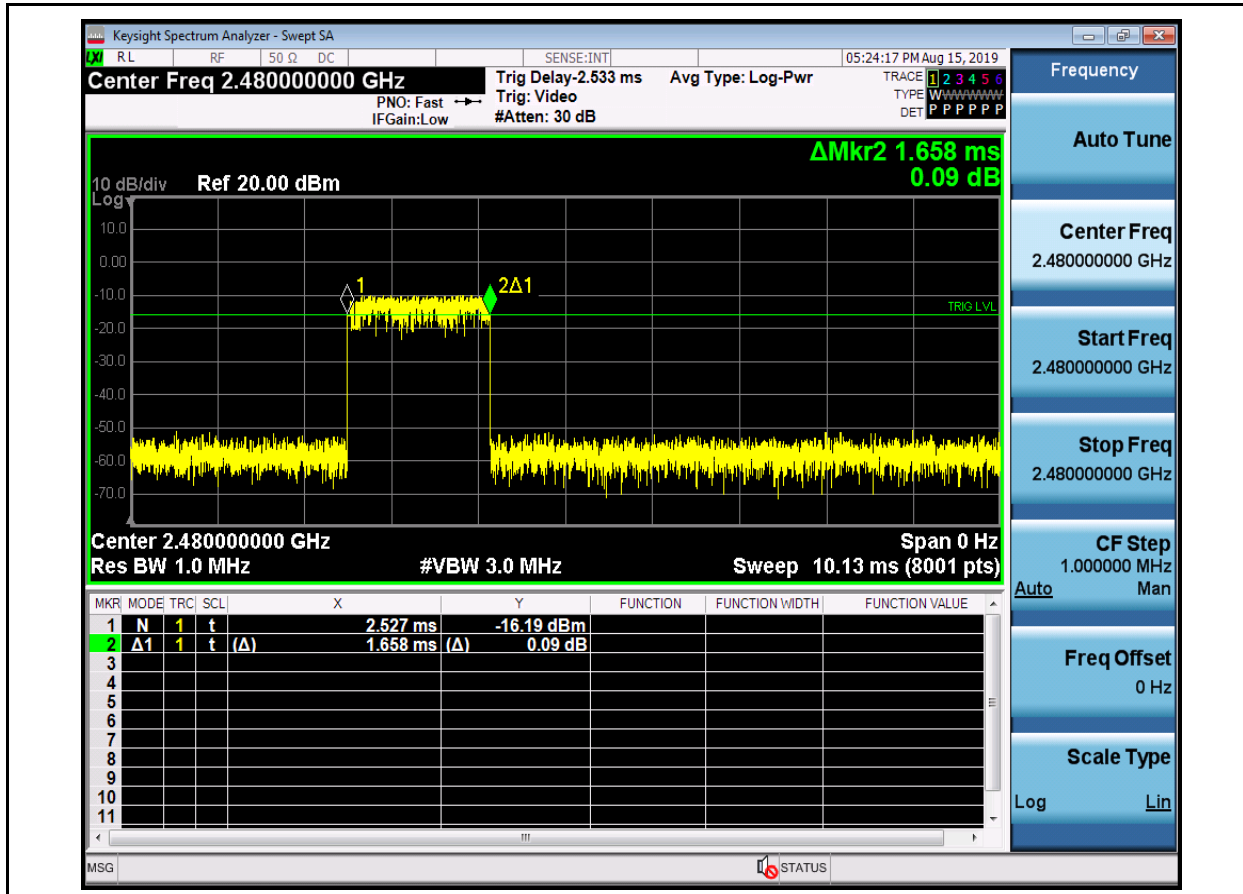 Keysight Spectrum Analyzer - Swept SA
LXI RL RF 50 Ω DC SENSE:INT 05:24:17 PM Aug 15, 2019
Center Freq 2.480000000 GHz Trig Delay-2.533 ms Avg Type: Log-Pwr TRACE 1 2 3 4 5 6
PNO: Fast Trig: Video TYPE WWWWWW
IFGain:Low #Atten: 30 dB DET P P P P P P
ΔMkr2 1.658 ms
0.09 dB
10 dB/div Ref 20.00 dBm
Log
10.0
0.00
-10.0
-20.0
-30.0
-40.0
-50.0
-60.0
-70.0
1
2Δ1
TRIG LVL
Center 2.480000000 GHz Span 0 Hz
Res BW 1.0 MHz #VBW 3.0 MHz Sweep 10.13 ms (8001 pts)
MKR MODE TRC SCL X Y FUNCTION FUNCTION WIDTH FUNCTION VALUE
1 N 1 t 2.527 ms -16.19 dBm
2 Δ1 1 t (Δ) 1.658 ms (Δ) 0.09 dB
3
4
5
6
7
8
9
10
11
MSG STATUS
Frequency
Auto Tune
Center Freq
2.480000000 GHz
Start Freq
2.480000000 GHz
Stop Freq
2.480000000 GHz
CF Step
1.000000 MHz
Auto Man
Freq Offset
0 Hz
Scale Type
Log Lin